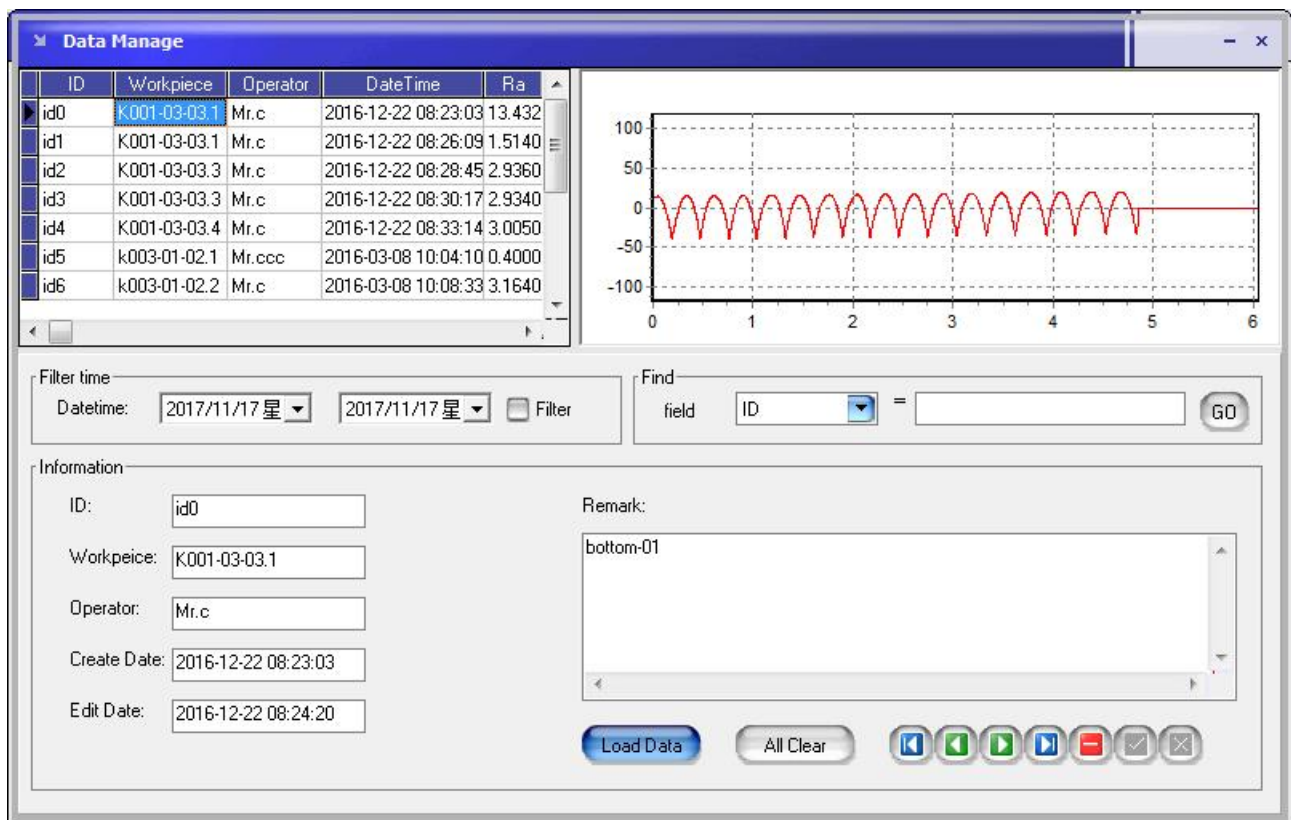 Data Manage
ID Workpiece Operator DateTime Ra
id0 K001-03-03.1 Mr.c 2016-12-22 08:23:03 13.432
id1 K001-03-03.1 Mr.c 2016-12-22 08:26:09 1.5140
id2 K001-03-03.3 Mr.c 2016-12-22 08:28:45 2.9360
id3 K001-03-03.3 Mr.c 2016-12-22 08:30:17 2.9340
id4 K001-03-03.4 Mr.c 2016-12-22 08:33:14 3.0050
id5 k003-01-02.1 Mr.ccc 2016-03-08 10:04:10 0.4000
id6 k003-01-02.2 Mr.c 2016-03-08 10:08:33 3.1640
100
50
0
-50
-100
0 1 2 3 4 5 6
Filter time
Datetime: 2017/11/17 星 2017/11/17 星 Filter
Find
field ID = GO
Information
ID: id0
Workpeice: K001-03-03.1
Operator: Mr.c
Create Date: 2016-12-22 08:23:03
Edit Date: 2016-12-22 08:24:20
Remark:
bottom-01
Load Data All Clear